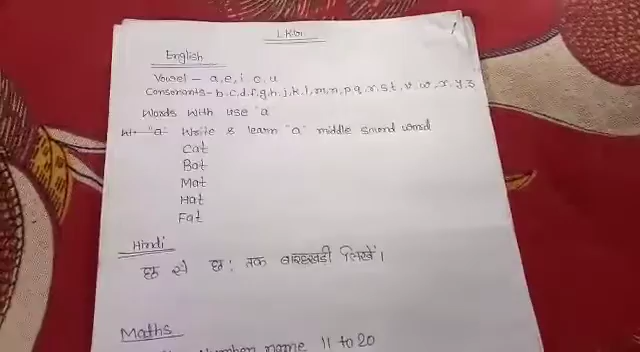 L.K.G.
English
Vowel - a, e, i, o, u
Consonants - b, c, d, f, g, h, j, k, l, m, n, p q, r, s, t, v, w, x, y, z
Words with use "a
"a" Write & learn "a" middle sound word
Cat
Bat
Mat
Hat
Fat
Hindi
छ से छः तक बारहखडी लिखें।
Maths
Number name 11 to 20